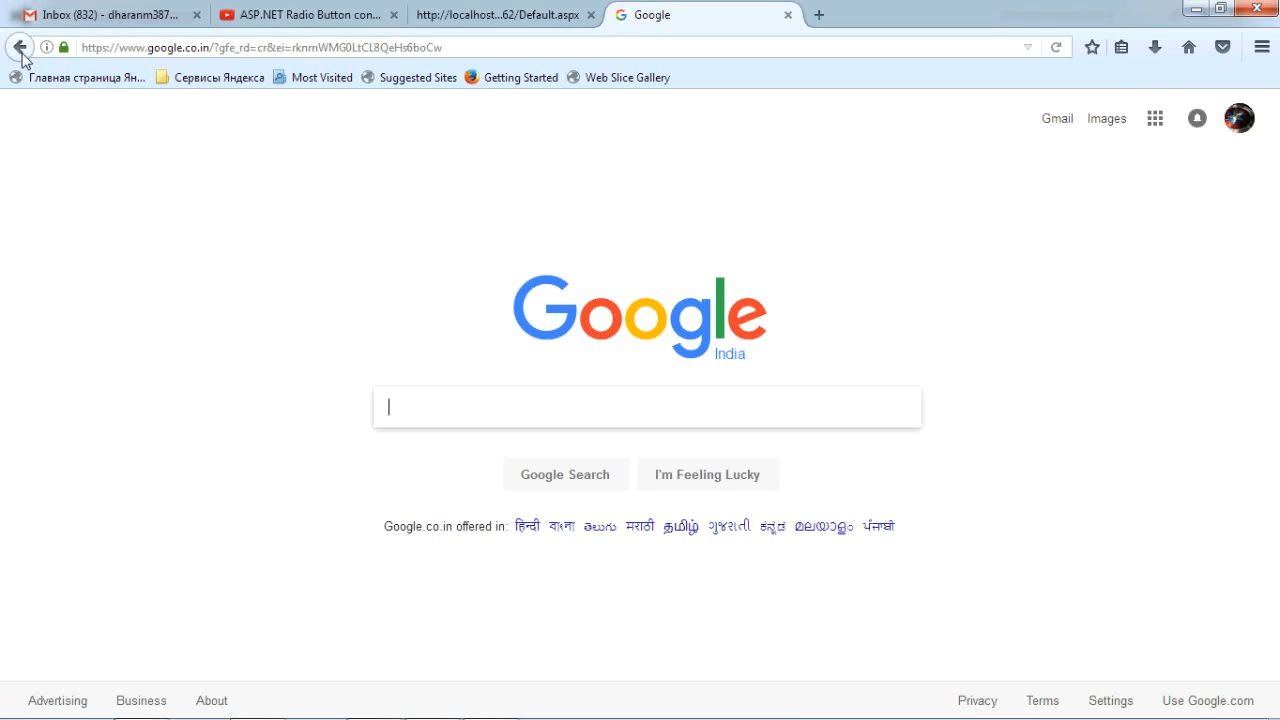 Inbox (832) - dharanm387... ASP.NET Radio Button con... http://localhost...62/Default.aspx Google
https://www.google.co.in/?gfe_rd=cr&ei=rknmWMG0LtCL8QeHs6boCw
Главная страница Ян... Сервисы Яндекса Most Visited Suggested Sites Getting Started Web Slice Gallery
Gmail Images
Google
India
Google Search I'm Feeling Lucky
Google.co.in offered in: हिन्दी বাংলা తెలుగు मराठी தமிழ் ગુજરાતી ಕನ್ನಡ മലയാളം ਪੰਜਾਬੀ
Advertising Business About Privacy Terms Settings Use Google.com